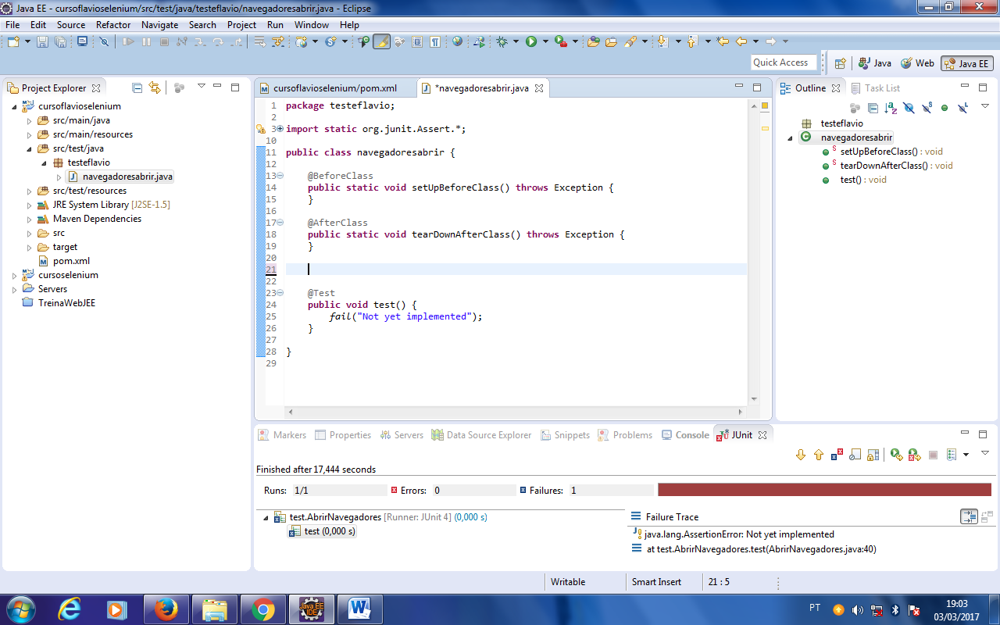 Java EE - cursoflavioselenium/src/test/java/testeflavio/navegadoresabrir.java - Eclipse
File Edit Source Refactor Navigate Search Project Run Window Help
Quick Access Java Web Java EE
Project Explorer
cursoflavioselenium
src/main/java
src/main/resources
src/test/java
testeflavio
navegadoresabrir.java
src/test/resources
JRE System Library [J2SE-1.5]
Maven Dependencies
src
target
pom.xml
cursoselenium
Servers
TreinaWebJEE
cursoflavioselenium/pom.xml *navegadoresabrir.java
1 package testeflavio;
2
3 import static org.junit.Assert.*;
10
11 public class navegadoresabrir {
12
13 @BeforeClass
14 public static void setUpBeforeClass() throws Exception {
15 }
16
17 @AfterClass
18 public static void tearDownAfterClass() throws Exception {
19 }
20
21
22
23 @Test
24 public void test() {
25 fail("Not yet implemented");
26 }
27
28 }
29
Outline Task List
testeflavio
navegadoresabrir
setUpBeforeClass() : void
tearDownAfterClass() : void
test() : void
Markers Properties Servers Data Source Explorer Snippets Problems Console JUnit
Finished after 17,444 seconds
Runs: 1/1 Errors: 0 Failures: 1
test.AbrirNavegadores [Runner: JUnit 4] (0,000 s)
test (0,000 s)
Failure Trace
java.lang.AssertionError: Not yet implemented
at test.AbrirNavegadores.test(AbrirNavegadores.java:40)
Writable Smart Insert 21 : 5
Java EE
IDE
PT
19:03
03/03/2017